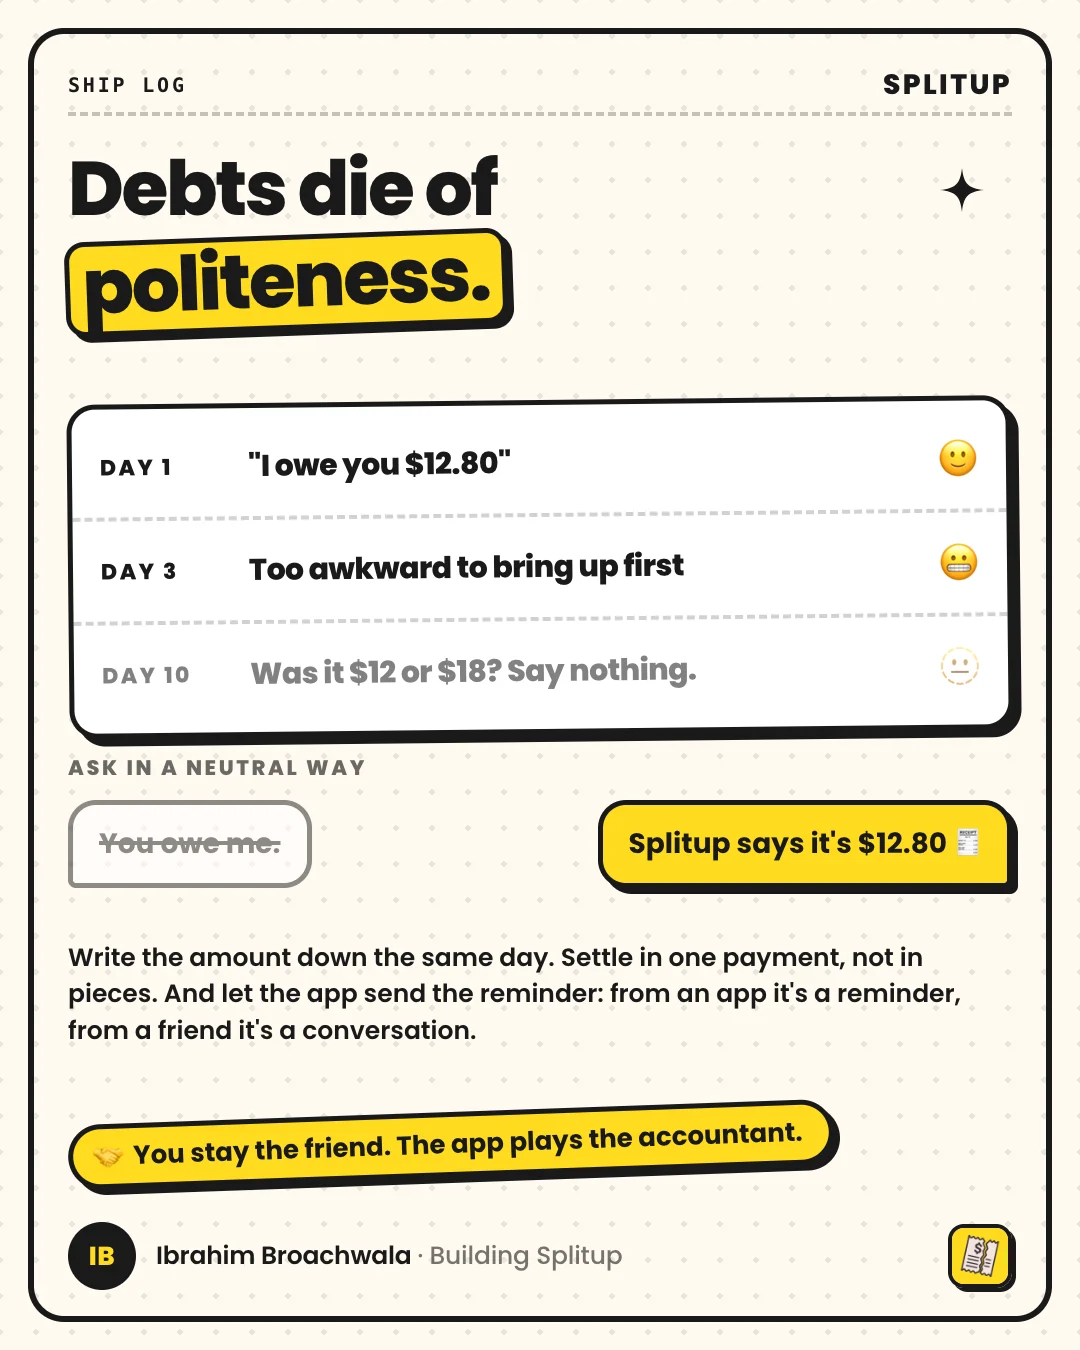 SHIP LOG
SPLITUP
Debts die of
politeness.
DAY 1 "I owe you $12.80" 🙂
DAY 3 Too awkward to bring up first 😬
DAY 10 Was it $12 or $18? Say nothing. 🫥
ASK IN A NEUTRAL WAY
You owe me.
Splitup says it's $12.80 🧾
Write the amount down the same day. Settle in one payment, not in
pieces. And let the app send the reminder: from an app it's a reminder,
from a friend it's a conversation.
🤝 You stay the friend. The app plays the accountant.
IB
Ibrahim Broachwala · Building Splitup